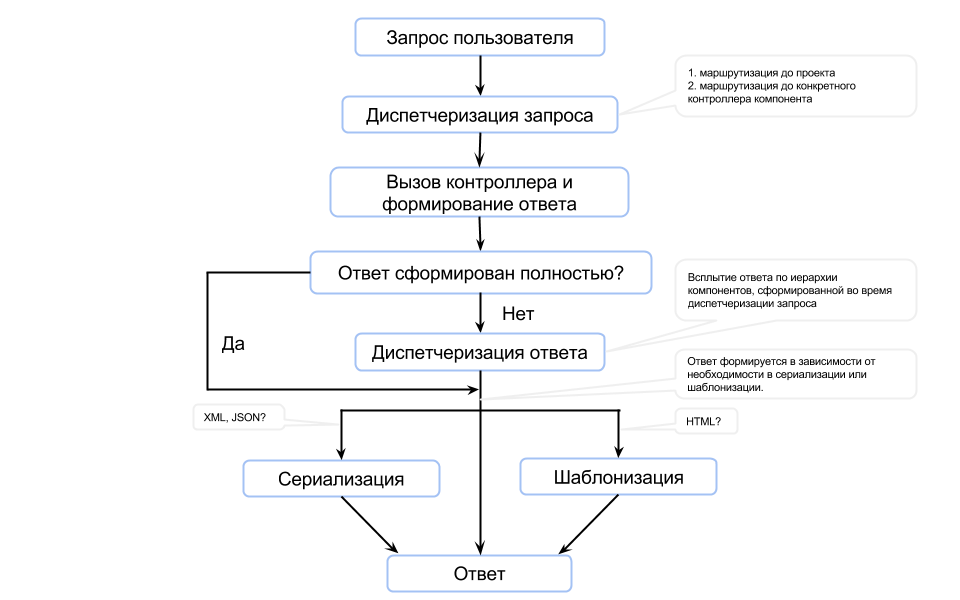 Запрос пользователя
1. маршрутизация до проекта
2. маршрутизация до конкретного
контроллера компонента
Диспетчеризация запроса
Вызов контроллера и
формирование ответа
Ответ сформирован полностью?
Всплытие ответа по иерархии
компонентов, сформированной во время
диспетчеризации запроса
Нет
Да
Диспетчеризация ответа
Ответ формируется в зависимости от
необходимости в сериализации или
шаблонизации.
XML, JSON?
HTML?
Сериализация
Шаблонизация
Ответ